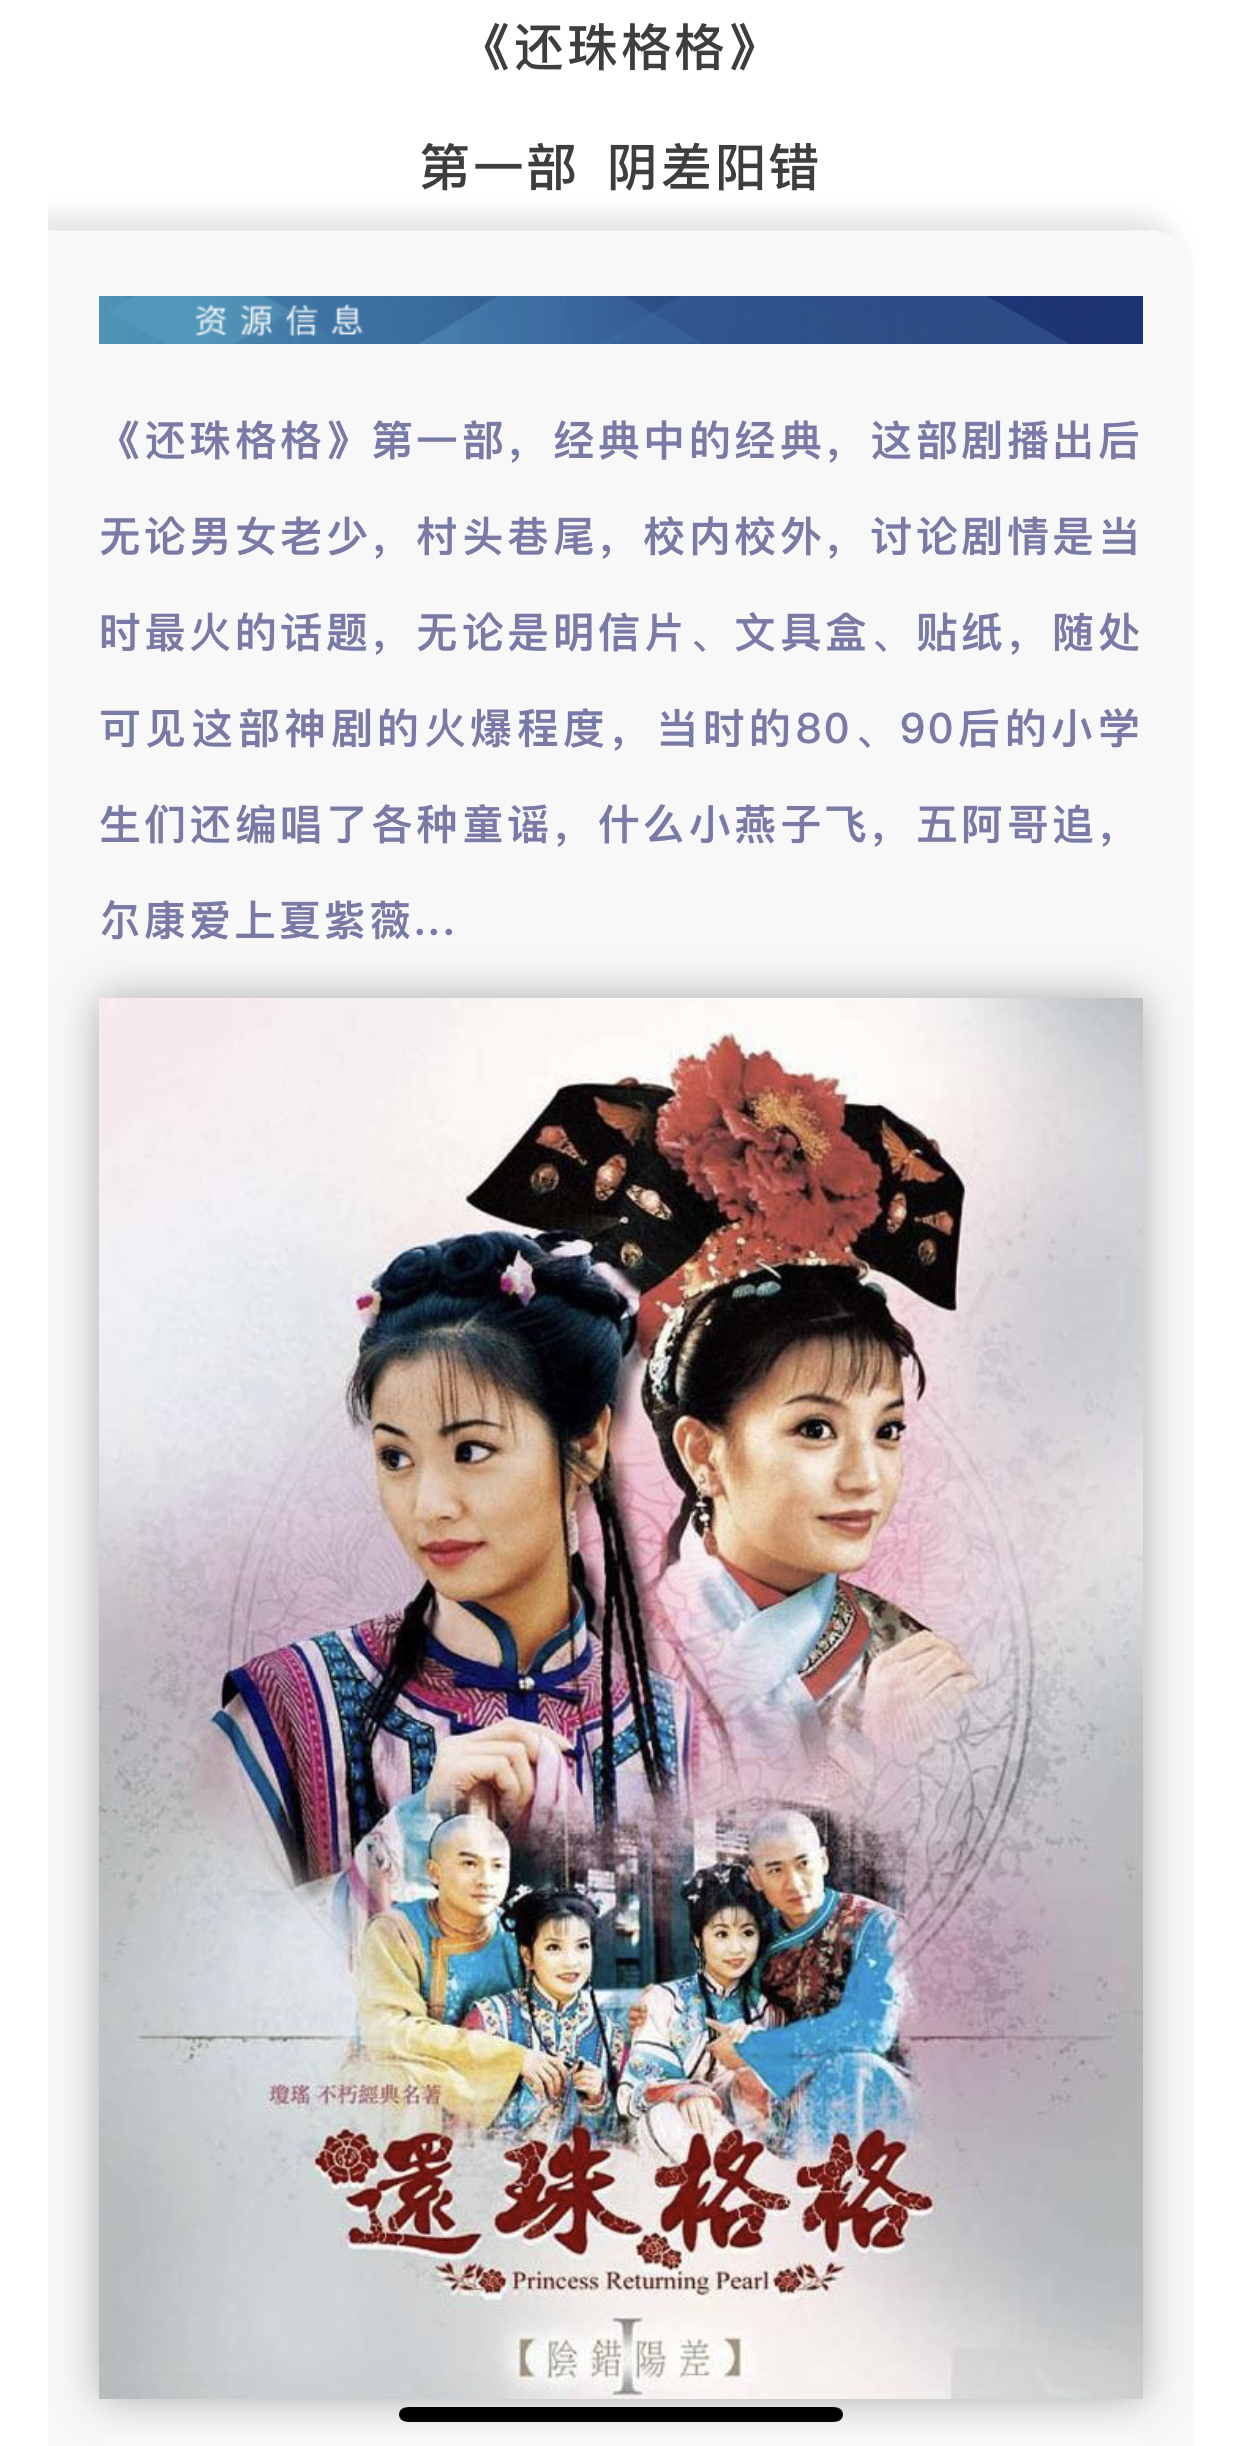 《还珠格格》
第一部 阴差阳错
资源信息
《还珠格格》第一部，经典中的经典，这部剧播出后
无论男女老少，村头巷尾，校内校外，讨论剧情是当
时最火的话题，无论是明信片、文具盒、贴纸，随处
可见这部神剧的火爆程度，当时的80、90后的小学
生们还编唱了各种童谣，什么小燕子飞，五阿哥追，
尔康爱上夏紫薇...
瓊瑤 不朽經典名著
還珠格格
Princess Returning Pearl
I
【陰錯陽差】